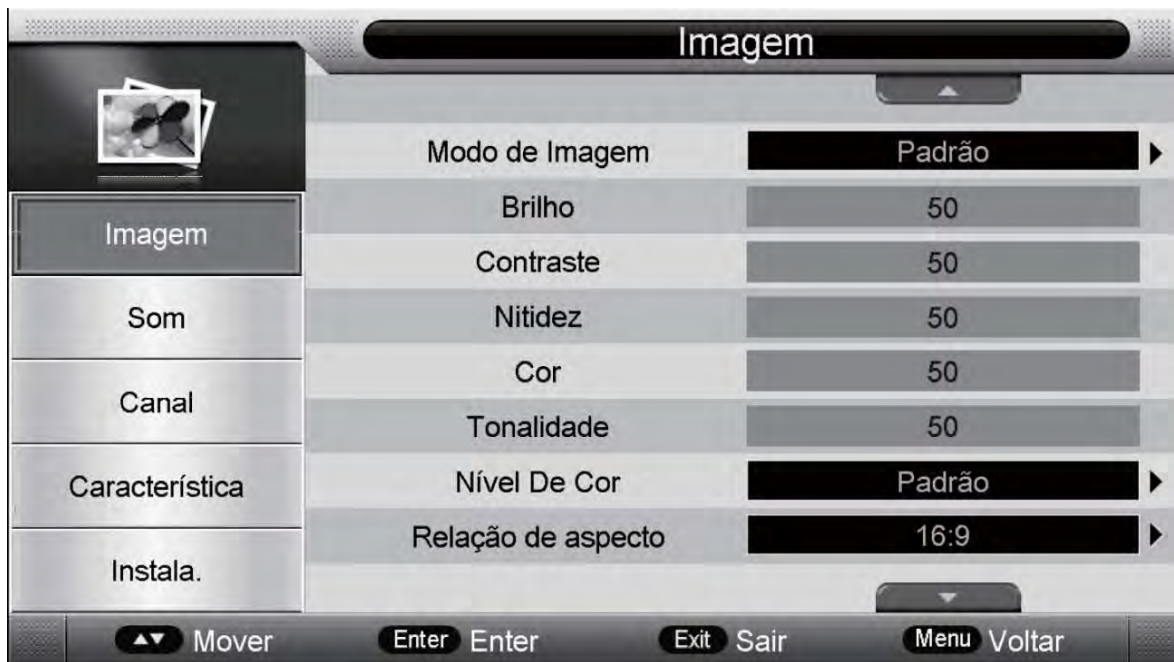 Imagem
Imagem
Som
Canal
Característica
Instala.
Modo de Imagem Padrão
Brilho 50
Contraste 50
Nitidez 50
Cor 50
Tonalidade 50
Nível De Cor Padrão
Relação de aspecto 16:9
Mover Enter Enter Exit Sair Menu Voltar